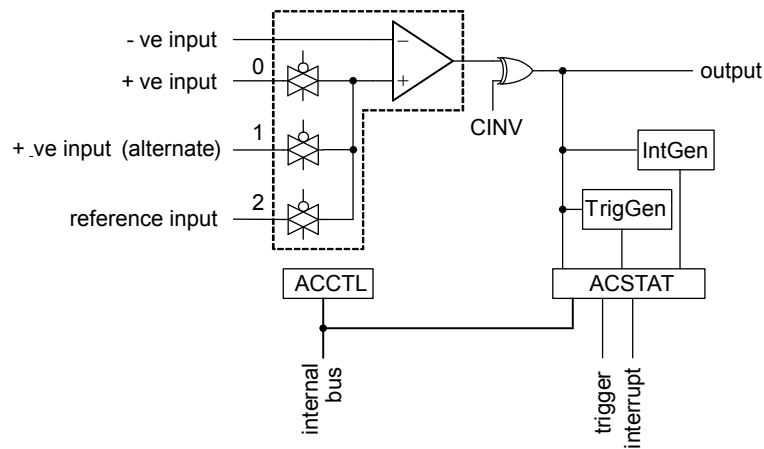 - ve input
+ ve input
0
output
CINV
+ -ve input (alternate)
1
IntGen
reference input
2
TrigGen
ACCTL
ACSTAT
internal
bus
trigger
interrupt
−
+